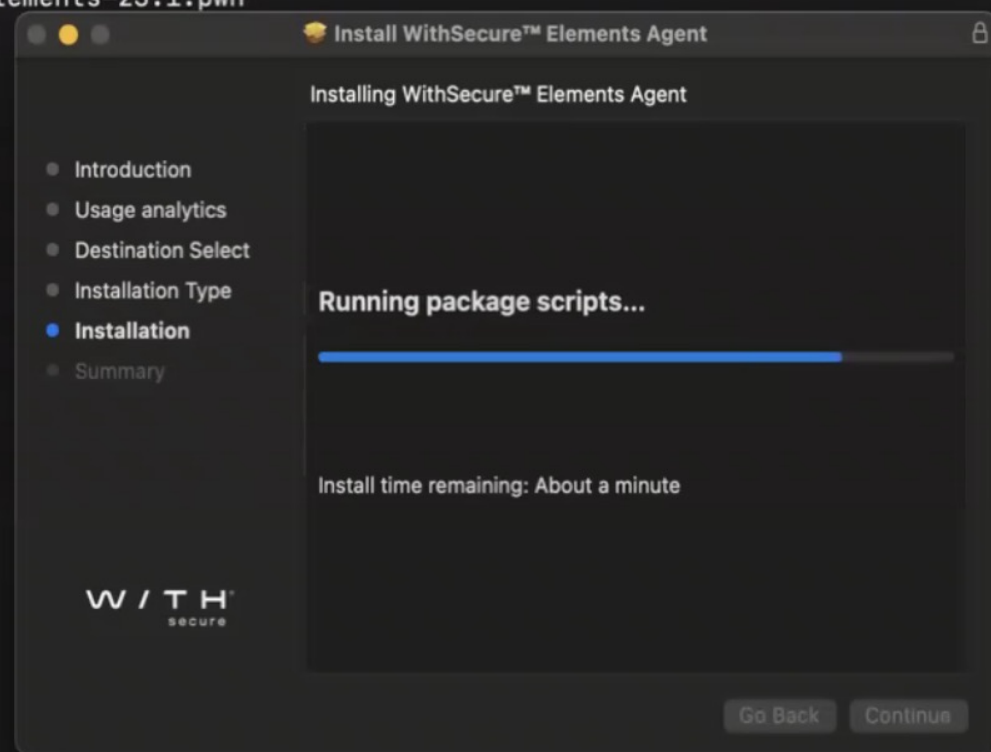 Install WithSecure™ Elements Agent
Installing WithSecure™ Elements Agent
Introduction
Usage analytics
Destination Select
Installation Type
Installation
Summary
Running package scripts...
Install time remaining: About a minute
W / T H
secure
Go Back
Continue